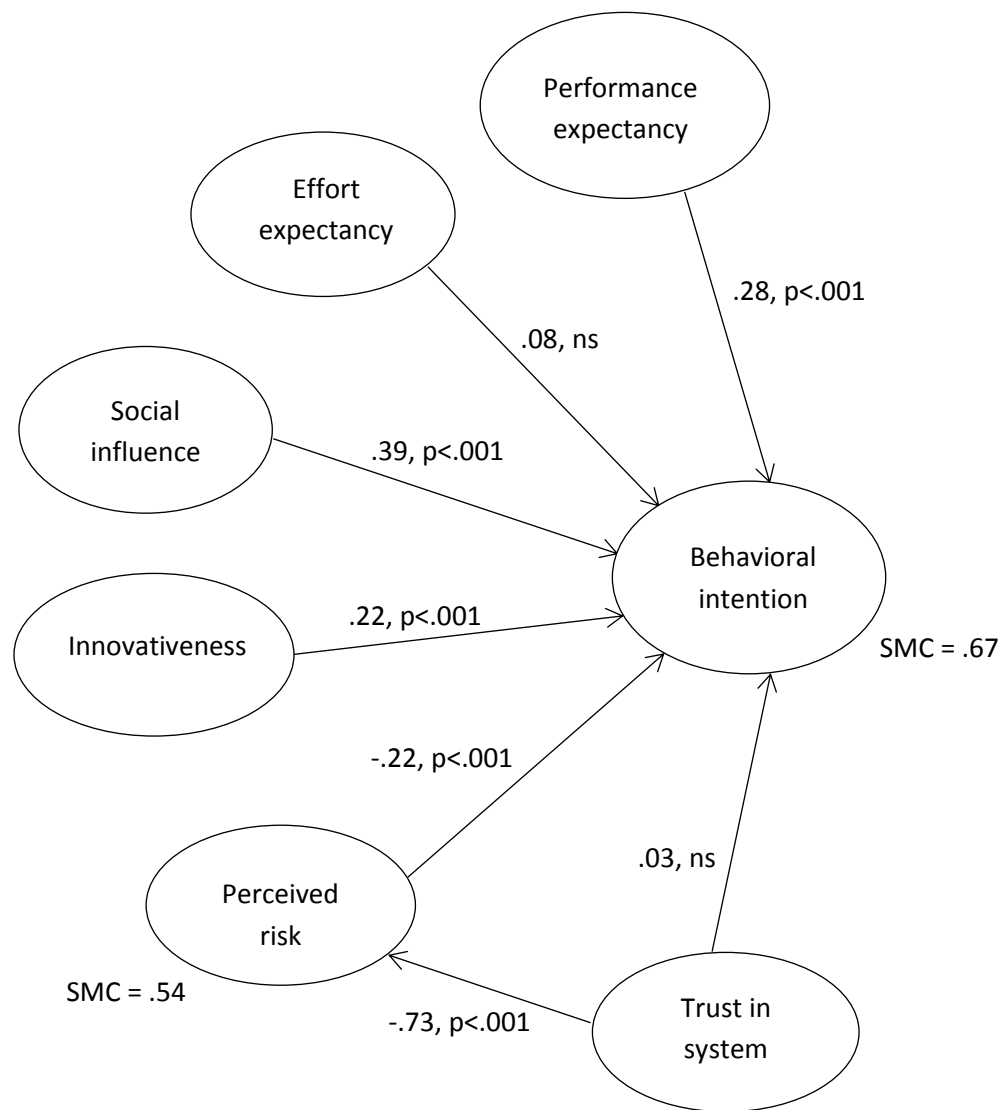 Performance
expectancy
Effort
expectancy
.28, p<.001
.08, ns
Social
influence
.39, p<.001
Behavioral
intention
Innovativeness
.22, p<.001
SMC = .67
-.22, p<.001
.03, ns
Perceived
risk
SMC = .54
-.73, p<.001
Trust in
system